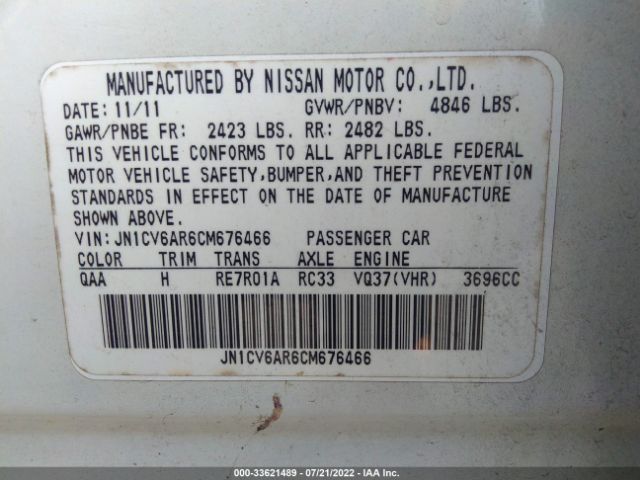 MANUFACTURED BY NISSAN MOTOR CO.,LTD.
DATE: 11/11 GVWR/PNBV: 4846 LBS.
GAWR/PNBE FR: 2423 LBS. RR: 2482 LBS.
THIS VEHICLE CONFORMS TO ALL APPLICABLE FEDERAL
MOTOR VEHICLE SAFETY,BUMPER,AND THEFT PREVENTION
STANDARDS IN EFFECT ON THE DATE OF MANUFACTURE
SHOWN ABOVE.
VIN:JN1CV6AR6CM676466 PASSENGER CAR
COLOR TRIM TRANS AXLE ENGINE
QAA H RE7R01A RC33 VQ37(VHR) 3696CC
JN1CV6AR6CM676466
000-33621489 - 07/21/2022 - IAA Inc.